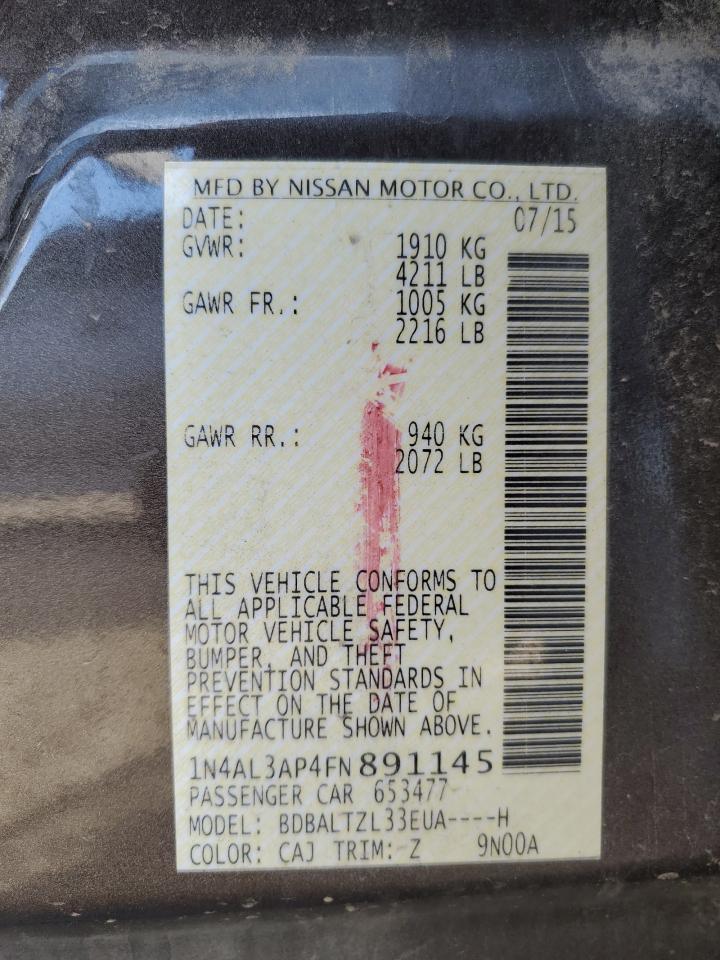 MFD BY NISSAN MOTOR CO., LTD.
DATE: 07/15
GVWR: 1910 KG
4211 LB
GAWR FR.: 1005 KG
2216 LB
GAWR RR.: 940 KG
2072 LB
THIS VEHICLE CONFORMS TO
ALL APPLICABLE FEDERAL
MOTOR VEHICLE SAFETY,
BUMPER, AND THEFT
PREVENTION STANDARDS IN
EFFECT ON THE DATE OF
MANUFACTURE SHOWN ABOVE.
1N4AL3AP4FN891145
PASSENGER CAR 653477
MODEL: BDBALTZL33EUA----H
COLOR: CAJ TRIM: Z 9N00A